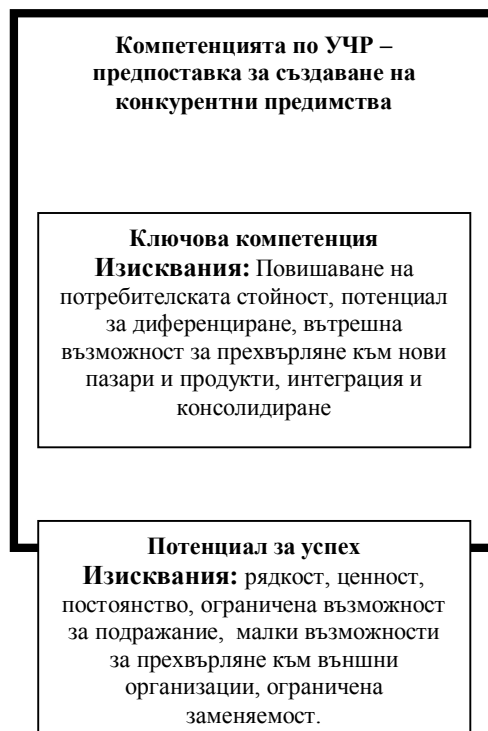 Компетенцията по УЧР –
предпоставка за създаване на
конкурентни предимства
Ключова компетенция
Изисквания: Повишаване на
потребителската стойност, потенциал
за диференциране, вътрешна
възможност за прехвърляне към нови
пазари и продукти, интеграция и
консолидиране
Потенциал за успех
Изисквания: рядкост, ценност,
постоянство, ограничена възможност
за подражание, малки възможности
за прехвърляне към външни
организации, ограничена
заменяемост.